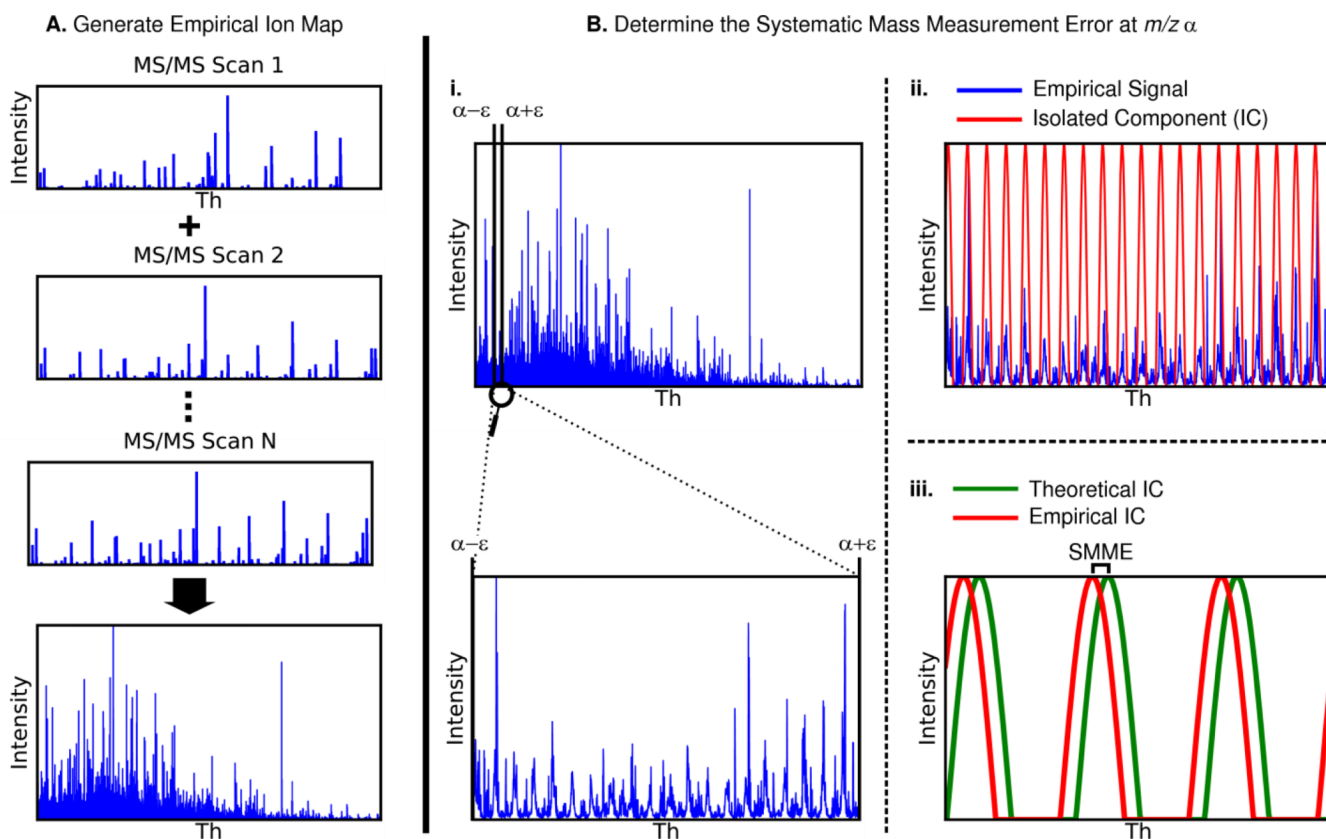 A. Generate Empirical Ion Map
MS/MS Scan 1
Intensity
Th
+
MS/MS Scan 2
MS/MS Scan N
Intensity
Th
B. Determine the Systematic Mass Measurement Error at m/z α
i.
α−ε α+ε
Intensity
Th
α−ε α+ε
Intensity
ii.
Empirical Signal
Isolated Component (IC)
Intensity
Th
iii.
Theoretical IC
Empirical IC
SMME
Intensity
Th